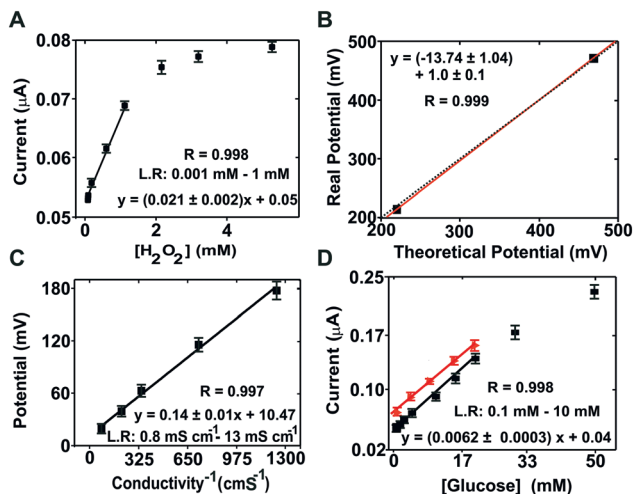 A
0.08
0.07
0.06
0.05
Current (μA)
R = 0.998
L.R: 0.001 mM - 1 mM
y = (0.021 ± 0.002)x + 0.05
0 2 4 6
[H2O2] (mM)
B
500
400
300
200
Real Potential (mV)
y = (-13.74 ± 1.04)
+ 1.0 ± 0.1
R = 0.999
200 300 400 500
Theoretical Potential (mV)
C
180
120
60
0
Potential (mV)
R = 0.997
y = 0.14 ± 0.01x + 10.47
L.R: 0.8 mS cm-1- 13 mS cm-1
0 325 650 975 1300
Conductivity-1 (cmS-1)
D
0.25
0.17
0.10
0.02
Current (μA)
R = 0.998
L.R: 0.1 mM - 10 mM
y = (0.0062 ± 0.0003) x + 0.04
0 17 33 50
[Glucose] (mM)